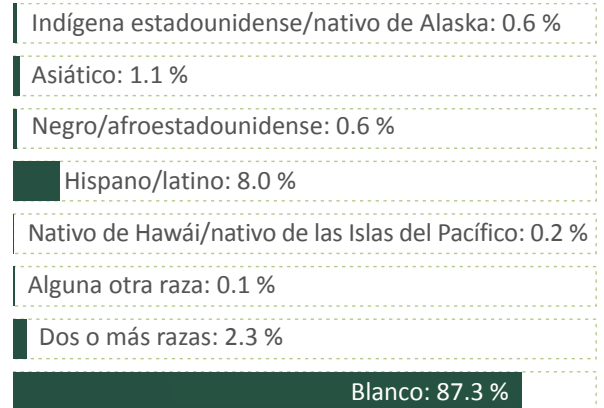 Indígena estadounidense/nativo de Alaska: 0.6 %
Asiático: 1.1 %
Negro/afroestadounidense: 0.6 %
Hispano/latino: 8.0 %
Nativo de Hawái/nativo de las Islas del Pacífico: 0.2 %
Alguna otra raza: 0.1 %
Dos o más razas: 2.3 %
Blanco: 87.3 %